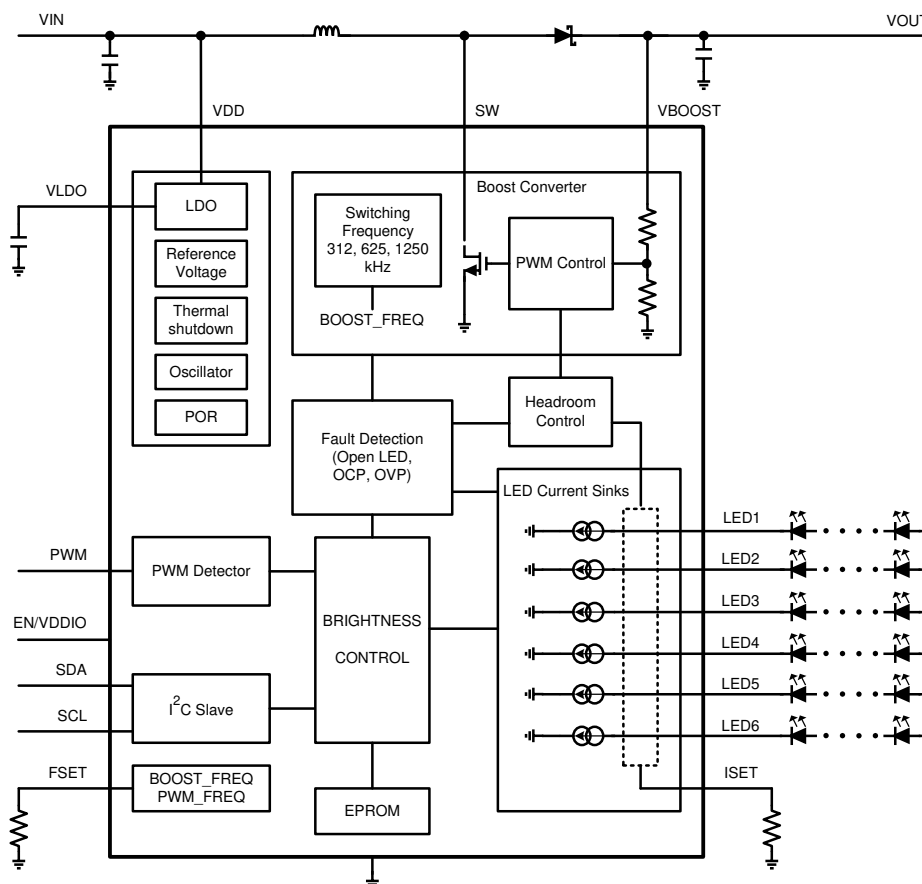 VIN
VOUT
VDD
SW
VBOOST
VLDO
LDO
Reference
Voltage
Thermal
shutdown
Oscillator
POR
Boost Converter
Switching
Frequency
312, 625, 1250
kHz
BOOST_FREQ
PWM Control
Headroom
Control
Fault Detection
(Open LED,
OCP, OVP)
LED Current Sinks
LED1
LED2
LED3
LED4
LED5
LED6
PWM
PWM Detector
EN/VDDIO
BRIGHTNESS
CONTROL
SDA
SCL
I2C Slave
FSET
BOOST_FREQ
PWM_FREQ
EPROM
ISET